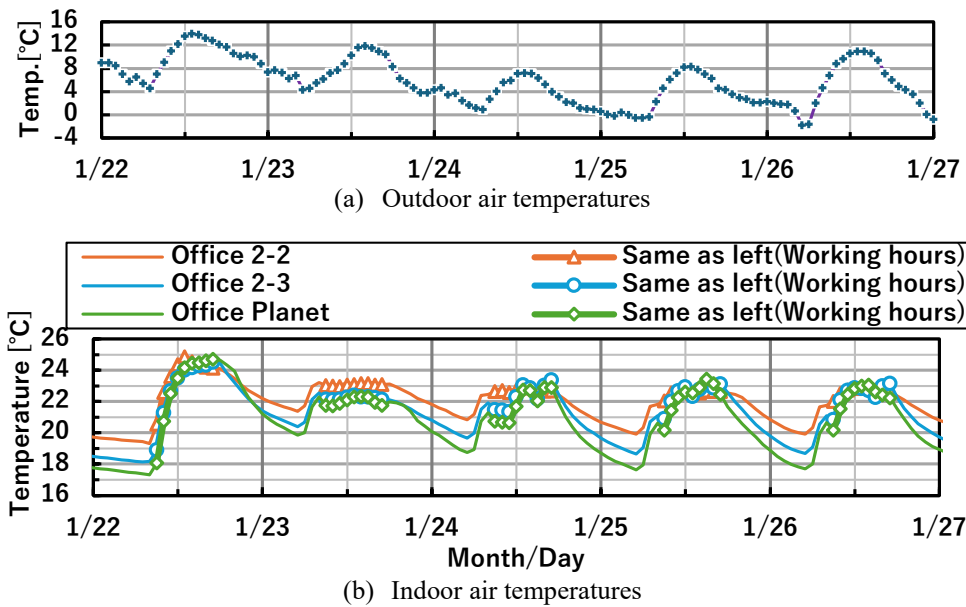 Temp.[℃]
16
12
8
4
0
-4
1/22 1/23 1/24 1/25 1/26 1/27
(a) Outdoor air temperatures
Office 2-2 Same as left(Working hours)
Office 2-3 Same as left(Working hours)
Office Planet Same as left(Working hours)
Temperature [℃]
26
24
22
20
18
16
1/22 1/23 1/24 1/25 1/26 1/27
Month/Day
(b) Indoor air temperatures